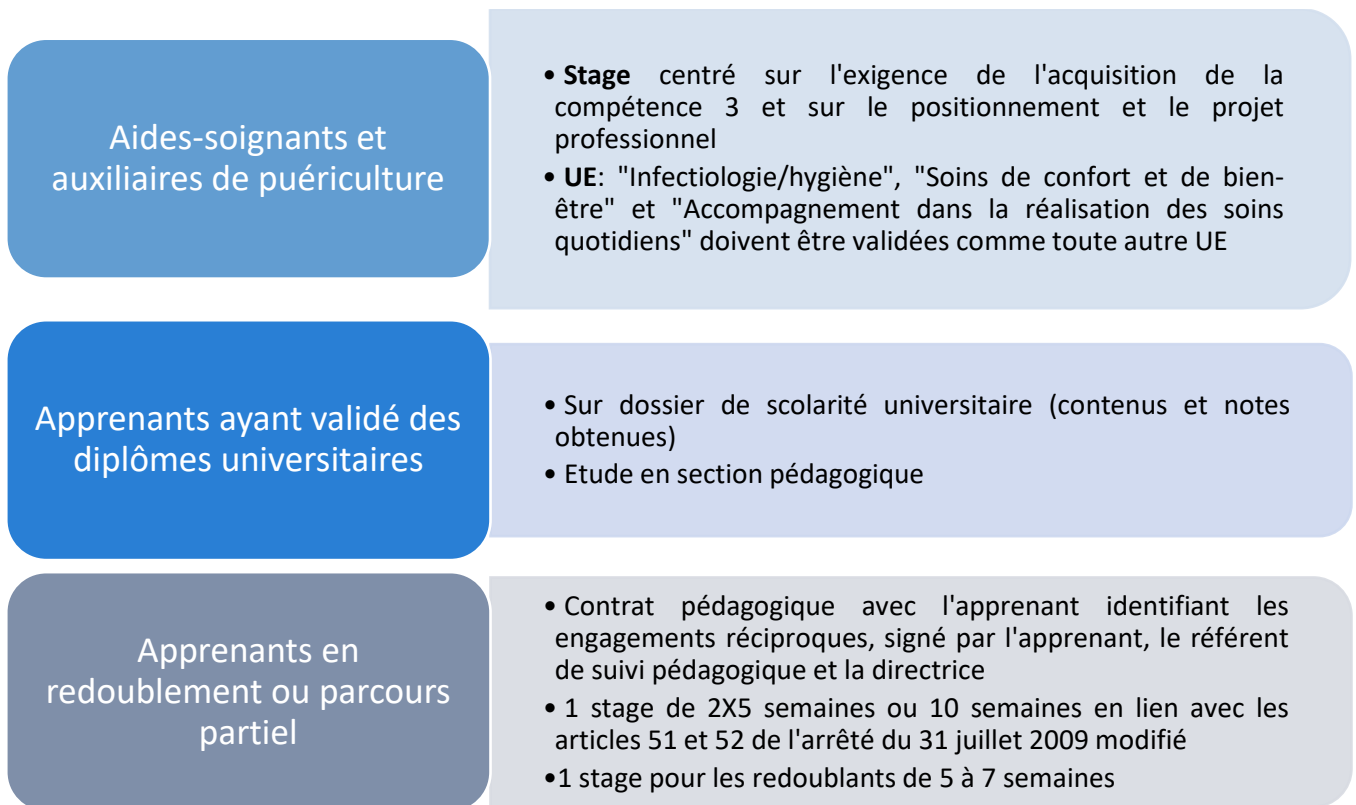 Aides-soignants et
auxiliaires de puériculture
• Stage centré sur l'exigence de l'acquisition de la
compétence 3 et sur le positionnement et le projet
professionnel
• UE: "Infectiologie/hygiène", "Soins de confort et de bien-
être" et "Accompagnement dans la réalisation des soins
quotidiens" doivent être validées comme toute autre UE
Apprenants ayant validé des
diplômes universitaires
• Sur dossier de scolarité universitaire (contenus et notes
obtenues)
• Etude en section pédagogique
Apprenants en
redoublement ou parcours
partiel
• Contrat pédagogique avec l'apprenant identifiant les
engagements réciproques, signé par l'apprenant, le référent
de suivi pédagogique et la directrice
• 1 stage de 2X5 semaines ou 10 semaines en lien avec les
articles 51 et 52 de l'arrêté du 31 juillet 2009 modifié
•1 stage pour les redoublants de 5 à 7 semaines